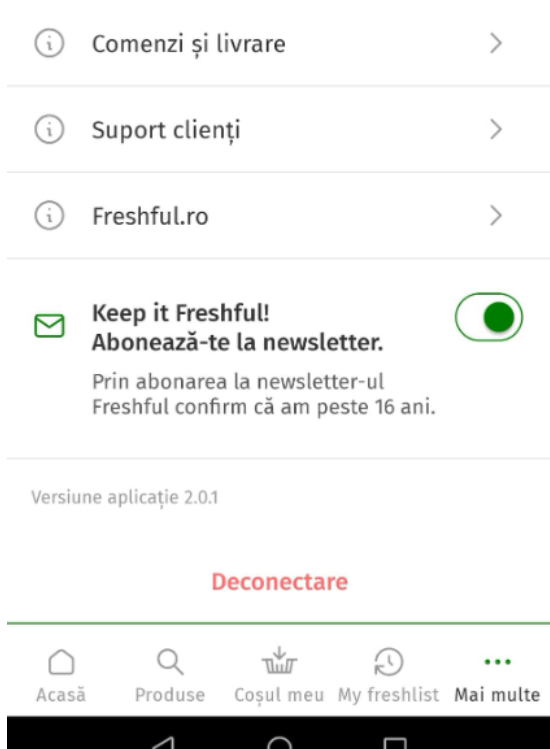 Comenzi și livrare
Suport clienți
Freshful.ro
Keep it Freshful!
Abonează-te la newsletter.
Prin abonarea la newsletter-ul
Freshful confirm că am peste 16 ani.
Versiune aplicație 2.0.1
Deconectare
Acasă Produse Coșul meu My freshlist Mai multe